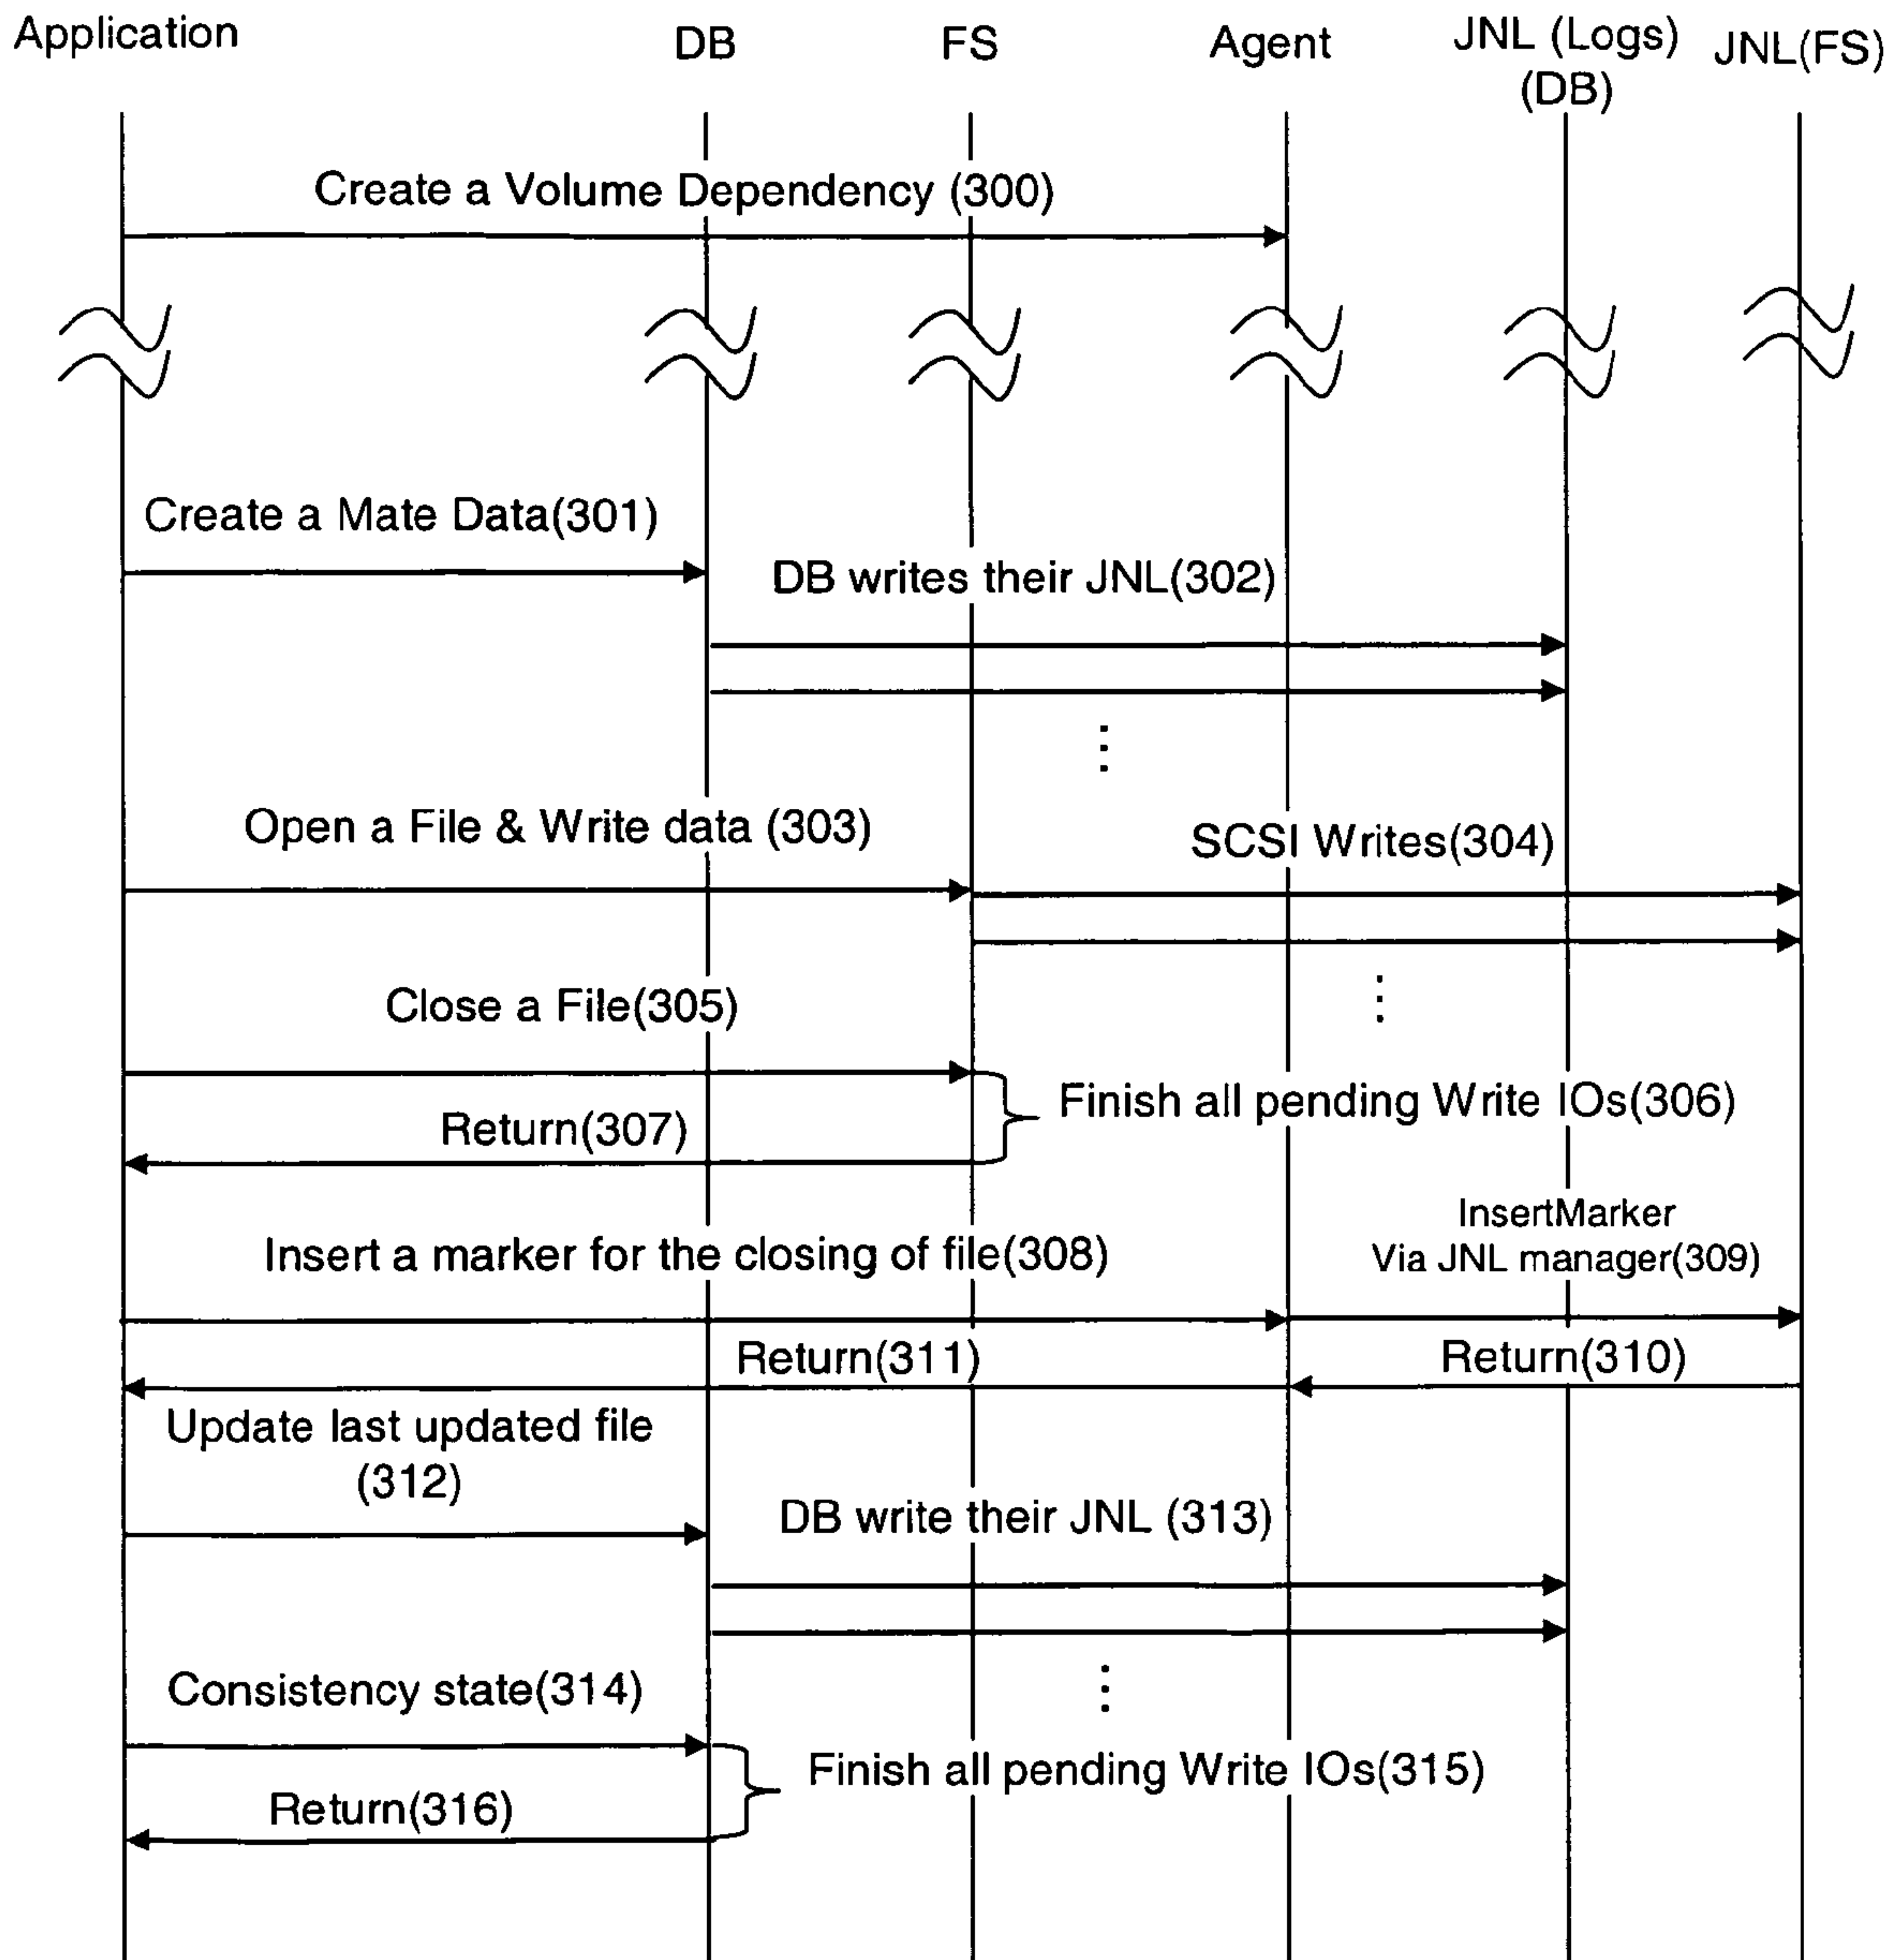 Application
DB
FS
Agent
JNL (Logs)
(DB)
JNL(FS)
Create a Volume Dependency (300)
Create a Mate Data(301)
DB writes their JNL(302)
Open a File & Write data (303)
SCSI Writes(304)
Close a File(305)
Finish all pending Write IOs(306)
Return(307)
InsertMarker
Via JNL manager(309)
Insert a marker for the closing of file(308)
Return(311)
Return(310)
Update last updated file
(312)
DB write their JNL (313)
Consistency state(314)
Finish all pending Write IOs(315)
Return(316)